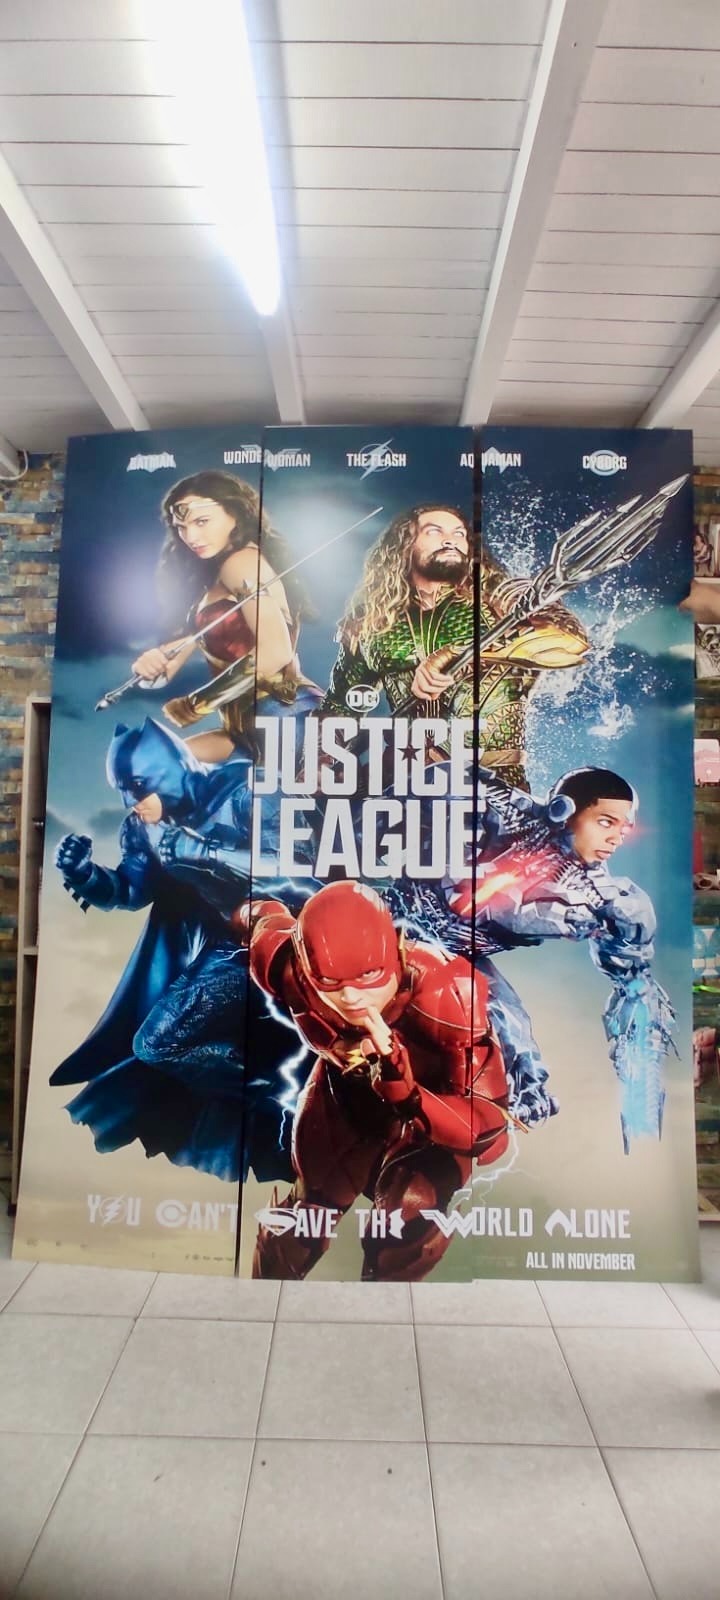 BATMAN WONDER WOMAN THE FLASH AQUAMAN CYBORG
DC
JUSTICE
LEAGUE
YOU CAN'T SAVE THE WORLD ALONE
ALL IN NOVEMBER